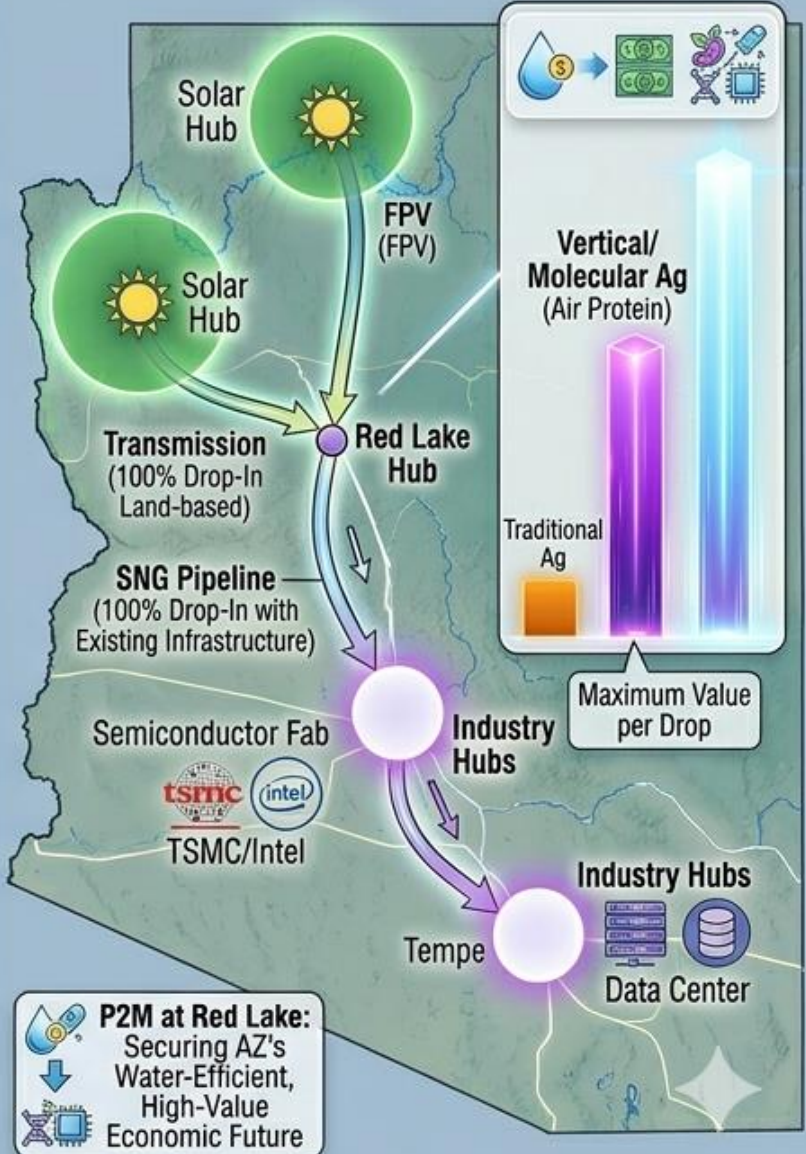 Solar
Hub
FPV
(FPV)
Solar
Hub
Transmission
(100% Drop-In
Land-based)
Red Lake
Hub
SNG Pipeline
(100% Drop-In with
Existing Infrastructure)
Semiconductor Fab
tsmc
intel
TSMC/Intel
Industry
Hubs
Tempe
Industry Hubs
Data Center
$
Vertical/
Molecular Ag
(Air Protein)
Traditional
Ag
Maximum Value
per Drop
P2M at Red Lake:
Securing AZ's
Water-Efficient,
High-Value
Economic Future